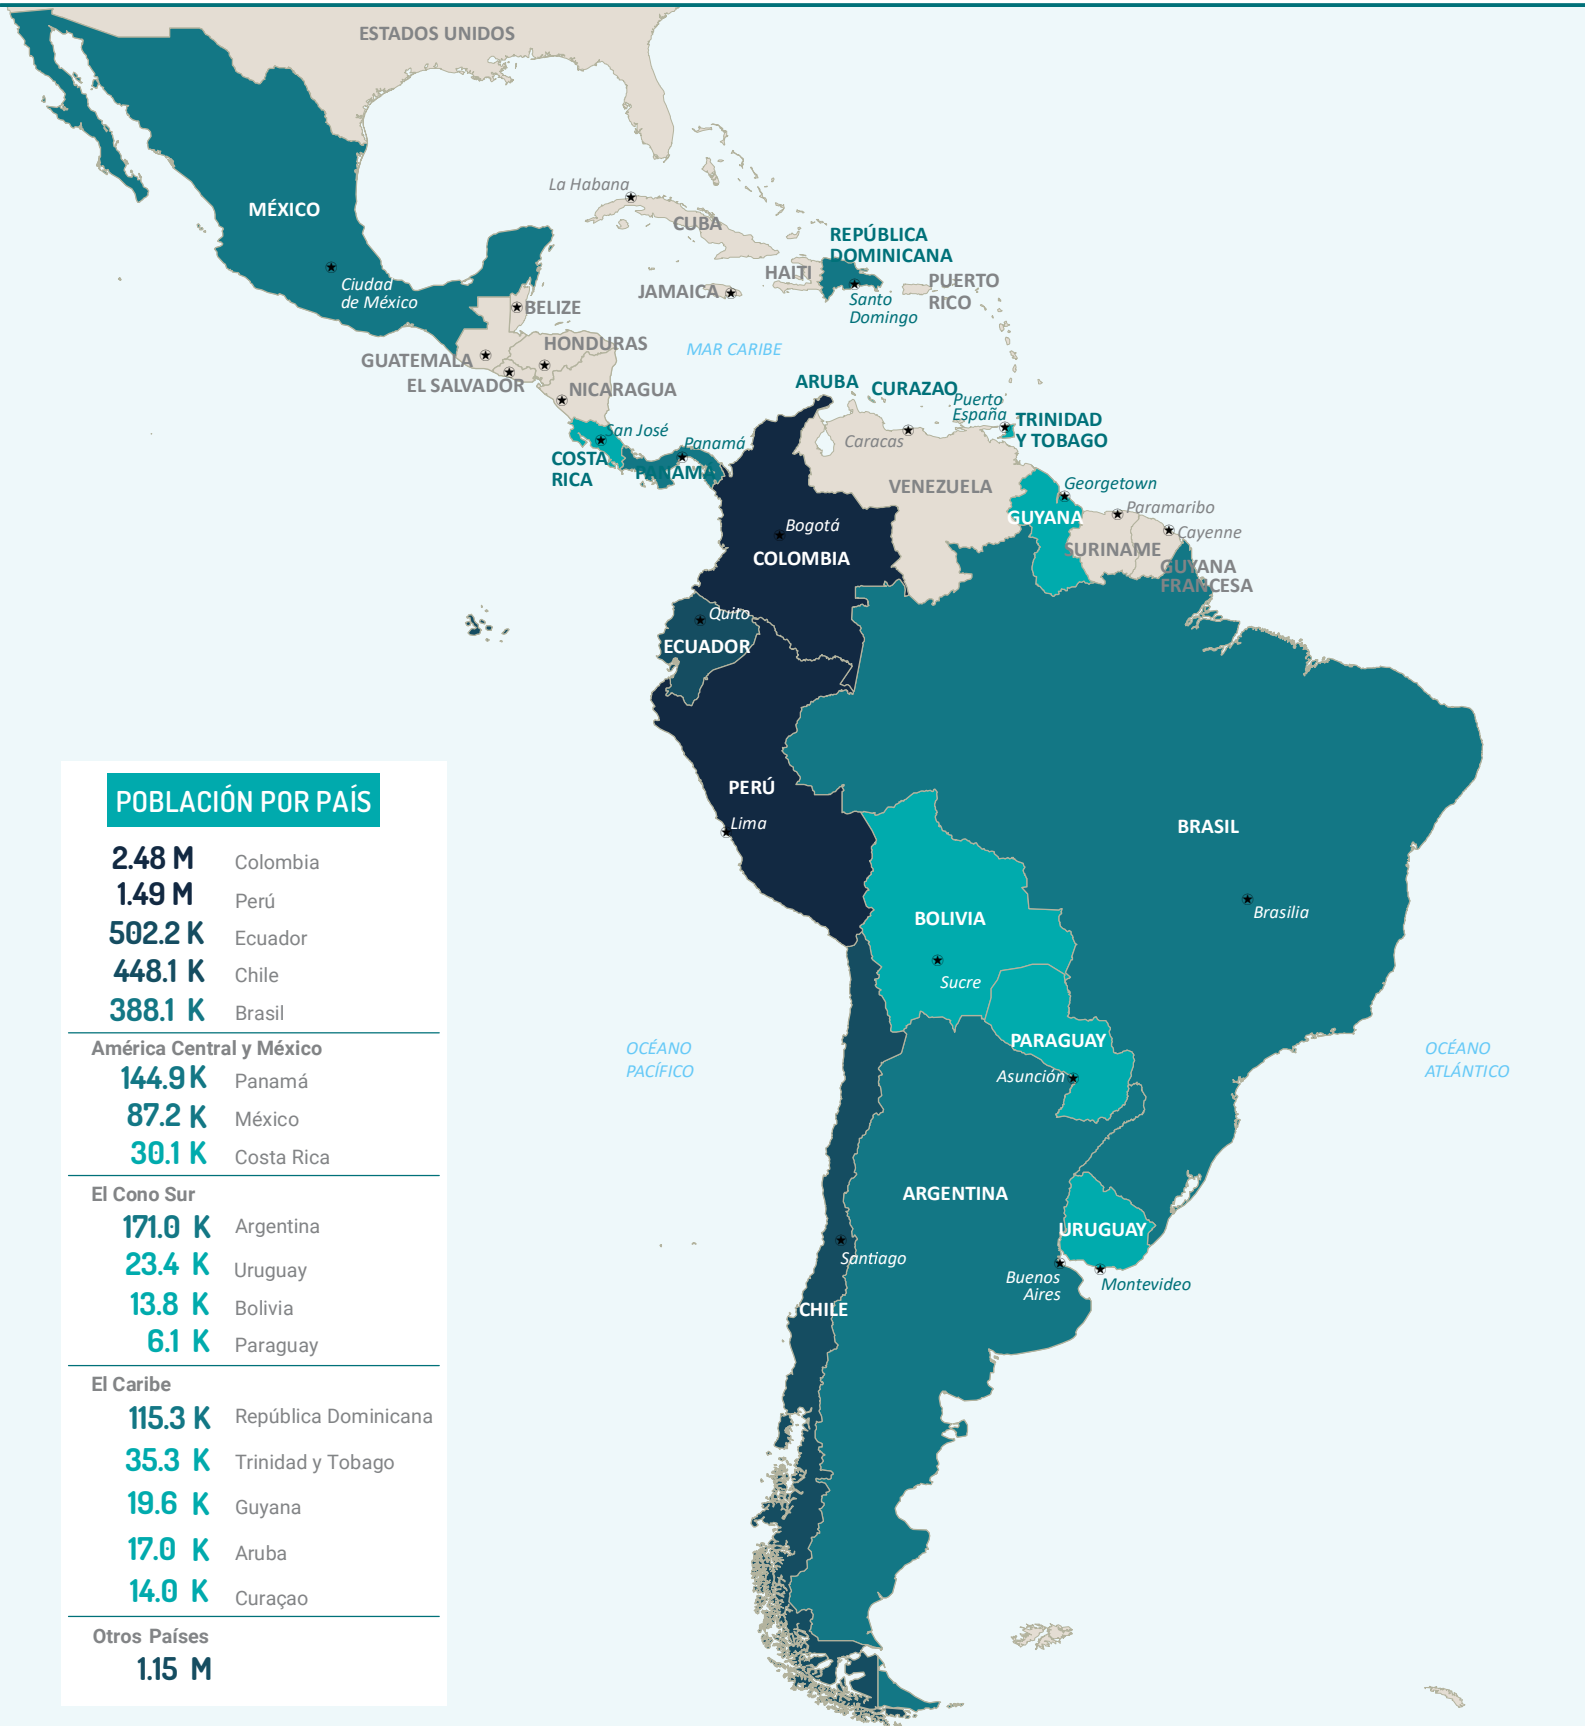 ESTADOS UNIDOS
MÉXICO
Ciudad
de México
La Habana
CUBA
REPÚBLICA
DOMINICANA
HAITI
JAMAICA
PUERTO
RICO
Santo
Domingo
BELIZE
HONDURAS
GUATEMALA
EL SALVADOR
NICARAGUA
MAR CARIBE
ARUBA
CURAZAO
Puerto
España
TRINIDAD
Y TOBAGO
San José
COSTA
RICA
Panamá
PANAMÁ
Caracas
VENEZUELA
Georgetown
GUYANA
Paramaribo
SURINAME
Cayenne
GUYANA
FRANCESA
Bogotá
COLOMBIA
Quito
ECUADOR
PERÚ
Lima
BRASIL
Brasilia
BOLIVIA
Sucre
PARAGUAY
Asunción
OCÉANO
PACÍFICO
OCÉANO
ATLÁNTICO
ARGENTINA
URUGUAY
Santiago
Buenos
Aires
Montevideo
CHILE
POBLACIÓN POR PAÍS
2.48 M Colombia
1.49 M Perú
502.2 K Ecuador
448.1 K Chile
388.1 K Brasil
América Central y México
144.9 K Panamá
87.2 K México
30.1 K Costa Rica
El Cono Sur
171.0 K Argentina
23.4 K Uruguay
13.8 K Bolivia
6.1 K Paraguay
El Caribe
115.3 K República Dominicana
35.3 K Trinidad y Tobago
19.6 K Guyana
17.0 K Aruba
14.0 K Curaçao
Otros Países
1.15 M